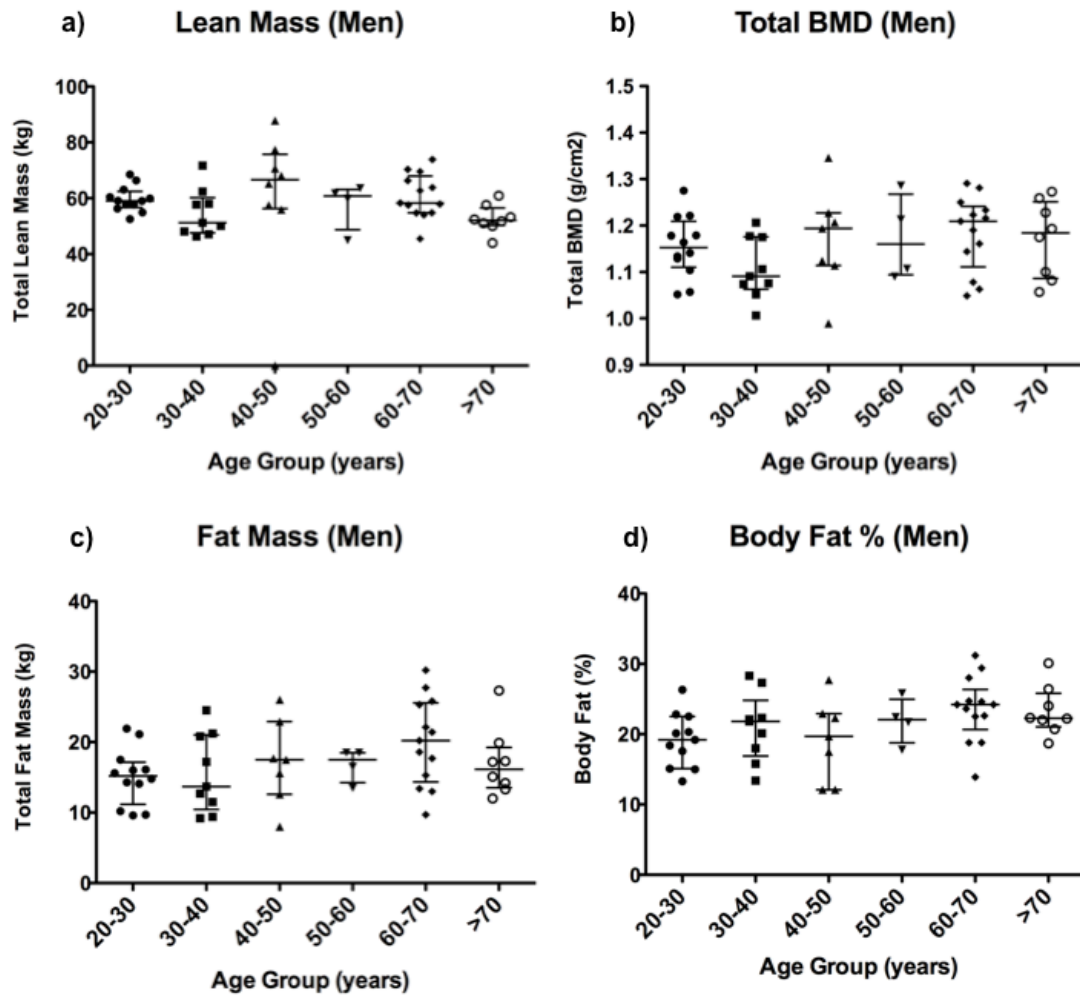 a) Lean Mass (Men)
Total Lean Mass (kg)
100
80
60
40
20
0
20-30 30-40 40-50 50-60 60-70 >70
Age Group (years)
b) Total BMD (Men)
Total BMD (g/cm2)
1.5
1.4
1.3
1.2
1.1
1.0
0.9
20-30 30-40 40-50 50-60 60-70 >70
Age Group (years)
c) Fat Mass (Men)
Total Fat Mass (kg)
40
30
20
10
0
20-30 30-40 40-50 50-60 60-70 >70
Age Group (years)
d) Body Fat % (Men)
Body Fat (%)
40
30
20
10
0
20-30 30-40 40-50 50-60 60-70 >70
Age Group (years)